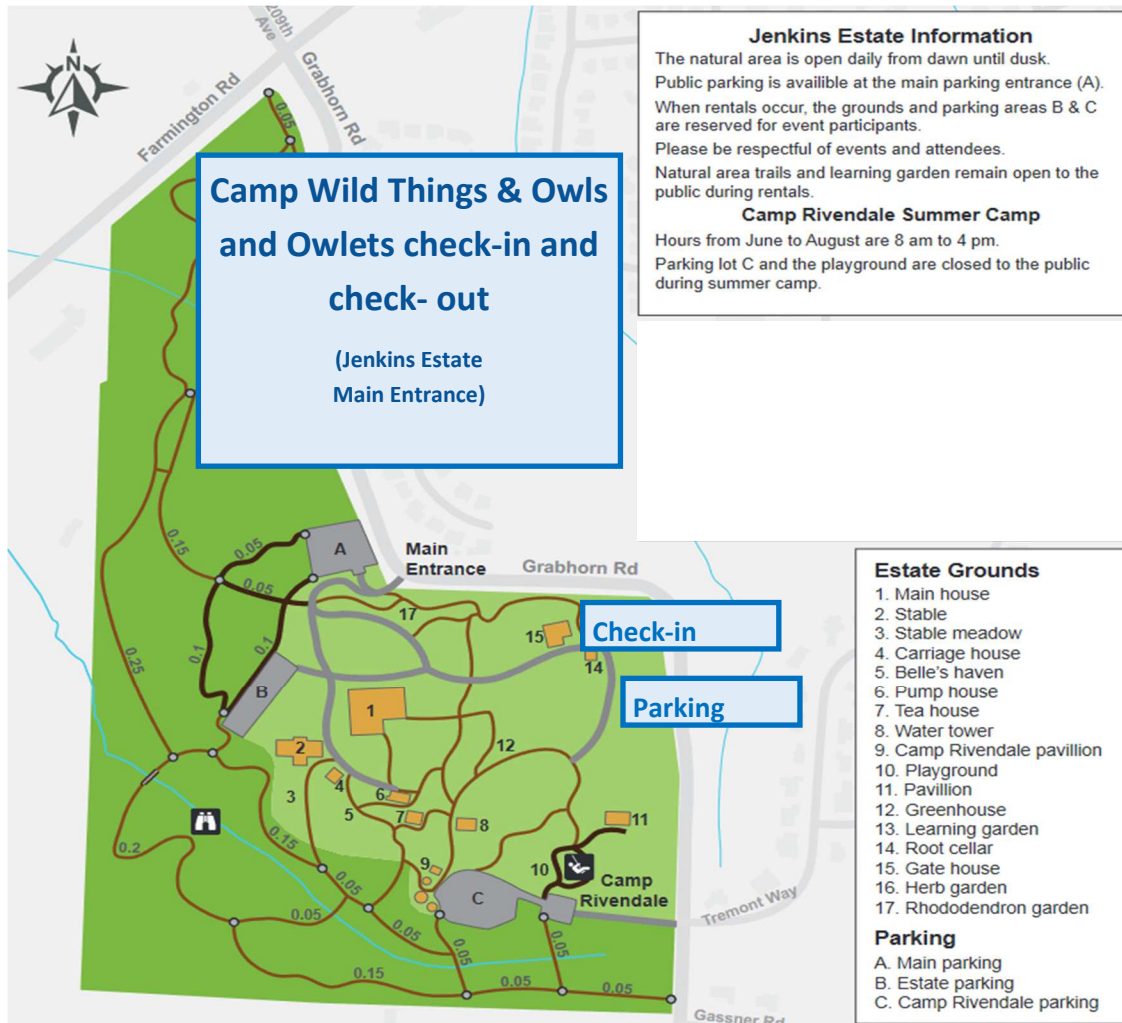 N
209th
Ave
Grabhorn Rd
Farmington Rd
0.05
Camp Wild Things & Owls
and Owlets check-in and
check- out
(Jenkins Estate
Main Entrance)
Jenkins Estate Information
The natural area is open daily from dawn until dusk.
Public parking is availible at the main parking entrance (A).
When rentals occur, the grounds and parking areas B & C
are reserved for event participants.
Please be respectful of events and attendees.
Natural area trails and learning garden remain open to the
public during rentals.
Camp Rivendale Summer Camp
Hours from June to August are 8 am to 4 pm.
Parking lot C and the playground are closed to the public
during summer camp.
A
Main
Entrance
Grabhorn Rd
0.15
0.05
0.05
17
15
Check-in
14
0.1
0.1
0.25
B
Parking
1
12
2
3
4
5
6
7
8
11
0.2
0.15
9
10
Camp
Rivendale
C
0.05
0.05
0.05
0.05
0.05
Tremont Way
0.15
0.05
0.05
Gassner Rd
Estate Grounds
1. Main house
2. Stable
3. Stable meadow
4. Carriage house
5. Belle's haven
6. Pump house
7. Tea house
8. Water tower
9. Camp Rivendale pavillion
10. Playground
11. Pavillion
12. Greenhouse
13. Learning garden
14. Root cellar
15. Gate house
16. Herb garden
17. Rhododendron garden
Parking
A. Main parking
B. Estate parking
C. Camp Rivendale parking